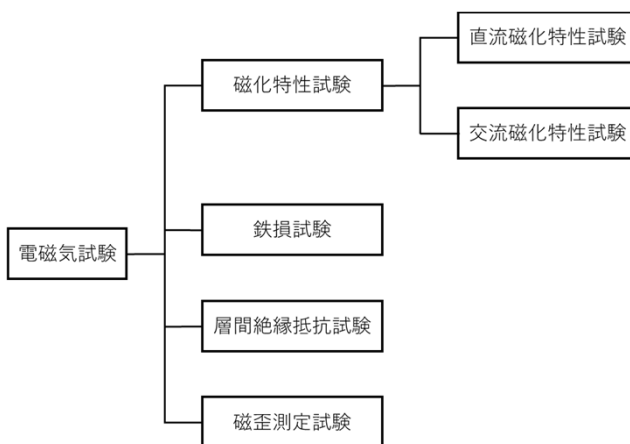 電磁気試験
磁化特性試験
直流磁化特性試験
交流磁化特性試験
鉄損試験
層間絶縁抵抗試験
磁歪測定試験